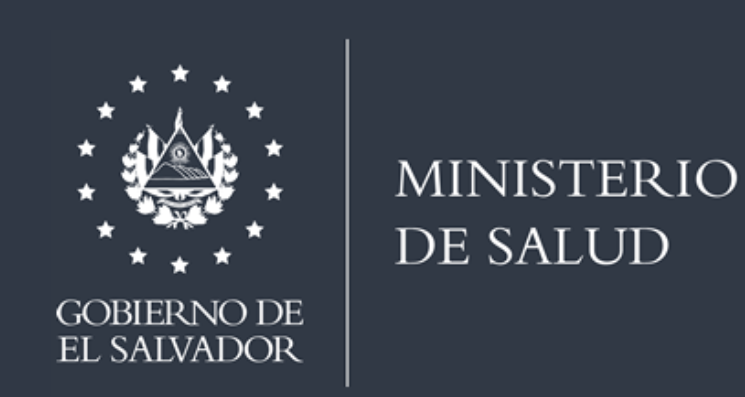 GOBIERNO DE
EL SALVADOR
MINISTERIO
DE SALUD